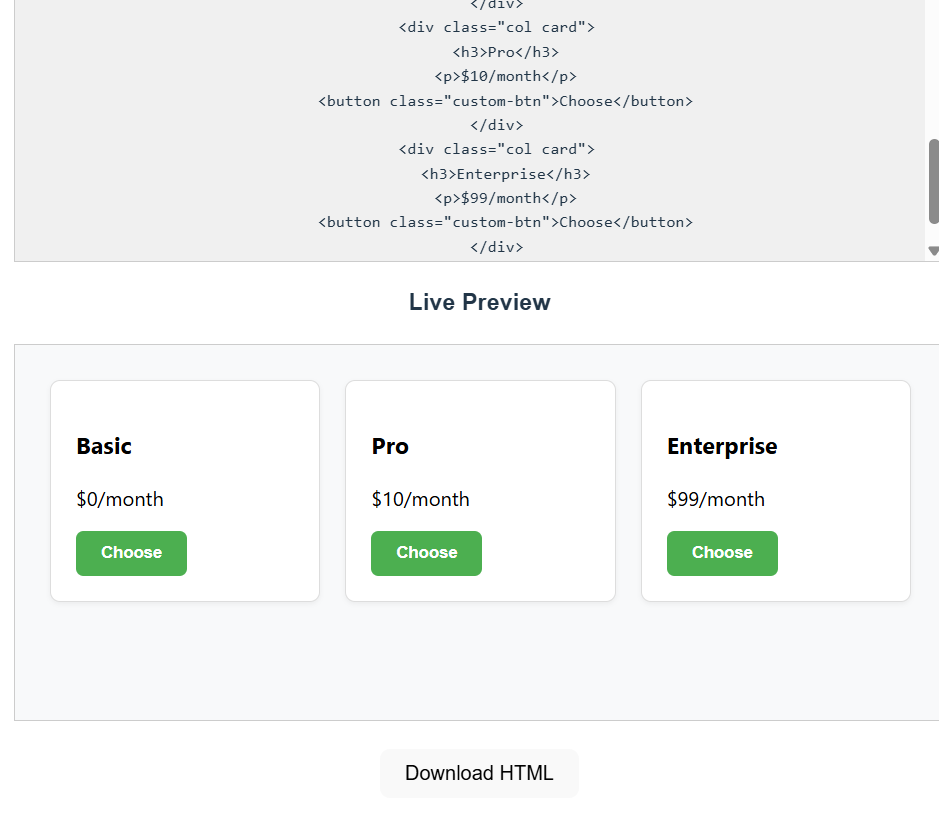 </div>
<div class="col card">
<h3>Pro</h3>
<p>$10/month</p>
<button class="custom-btn">Choose</button>
</div>
<div class="col card">
<h3>Enterprise</h3>
<p>$99/month</p>
<button class="custom-btn">Choose</button>
</div>
Live Preview
Basic
$0/month
Choose
Pro
$10/month
Choose
Enterprise
$99/month
Choose
Download HTML